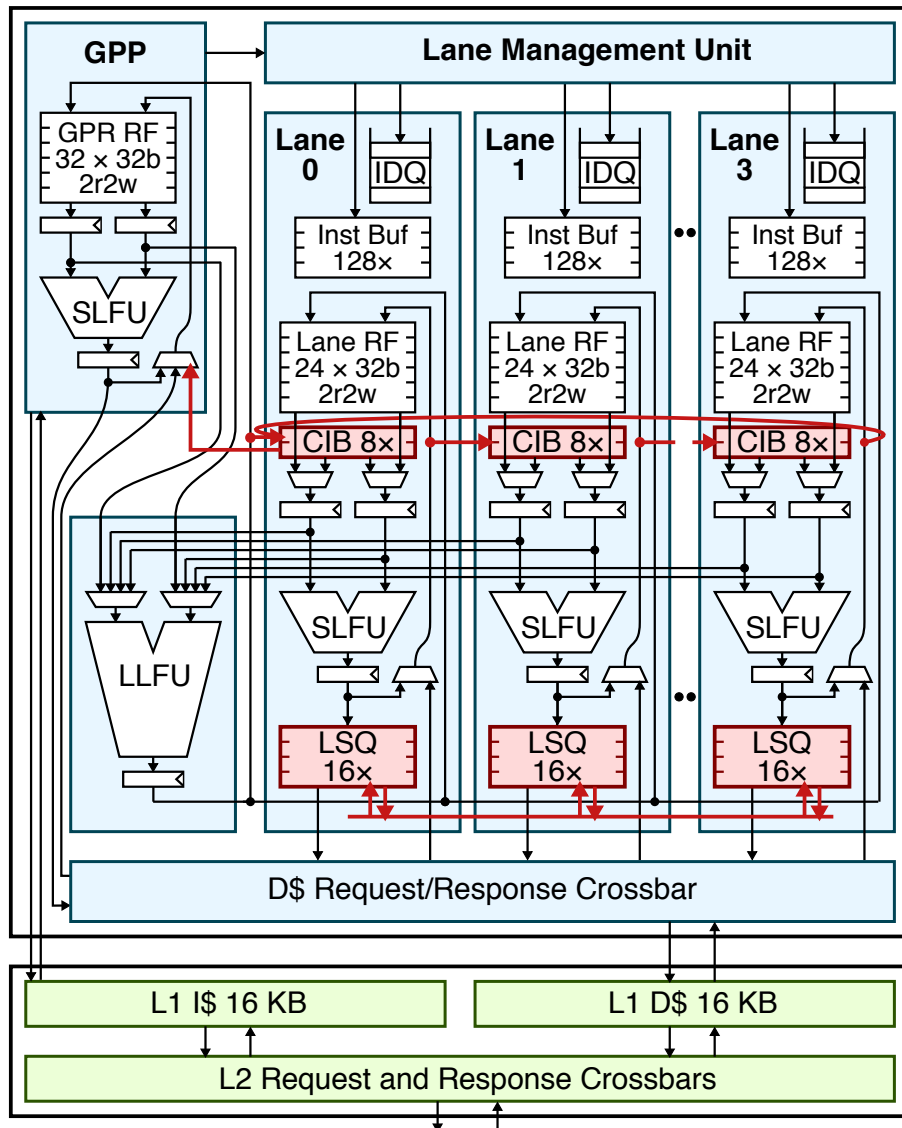 GPP
Lane Management Unit
GPR RF
32 × 32b
2r2w
SLFU
Lane
0
IDQ
Inst Buf
128×
Lane RF
24 × 32b
2r2w
CIB 8×
SLFU
LSQ
16×
Lane
1
IDQ
Inst Buf
128×
Lane RF
24 × 32b
2r2w
CIB 8×
SLFU
LSQ
16×
Lane
3
IDQ
Inst Buf
128×
Lane RF
24 × 32b
2r2w
CIB 8×
SLFU
LSQ
16×
LLFU
D$ Request/Response Crossbar
L1 I$ 16 KB
L1 D$ 16 KB
L2 Request and Response Crossbars